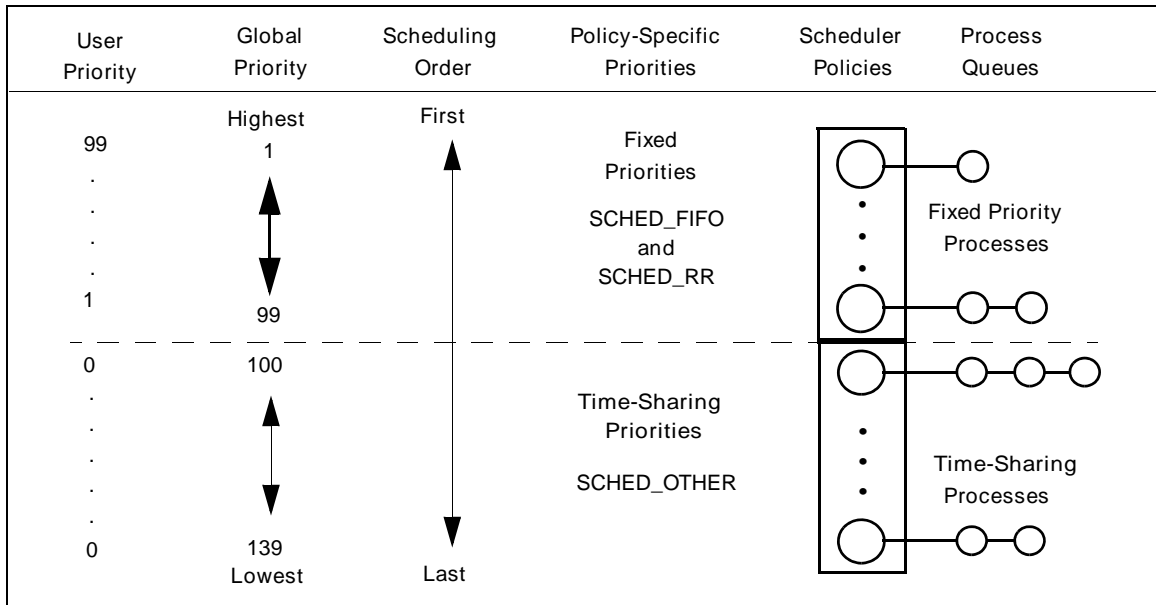 User Priority
Global Priority
Scheduling Order
Policy-Specific Priorities
Scheduler Policies
Process Queues
Highest
First
99
1
Fixed
Priorities
.
.
.
.
SCHED_FIFO
and
SCHED_RR
Fixed Priority
Processes
1
99
0
100
.
.
.
.
.
Time-Sharing
Priorities
SCHED_OTHER
Time-Sharing
Processes
0
139
Lowest
Last